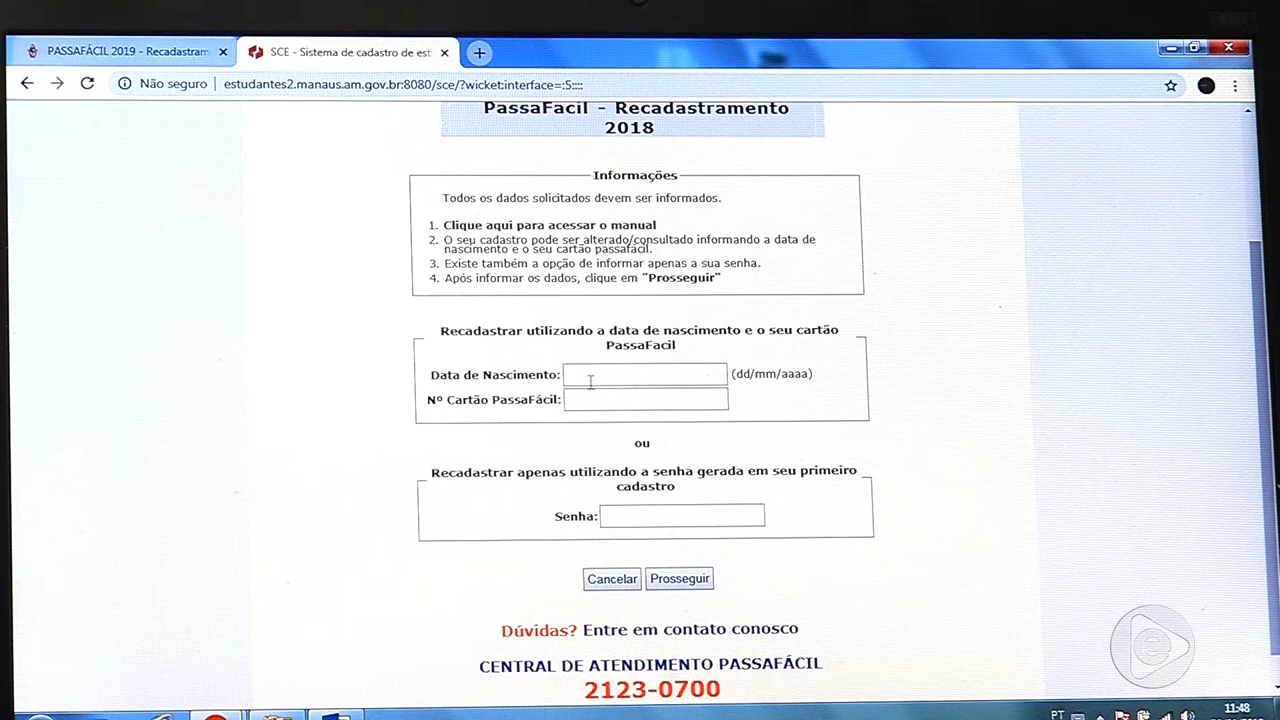 PASSAFÁCIL 2019 - Recadastram
SCE - Sistema de cadastro de est
Não seguro
estudantes2.manaus.am.gov.br:8080/sce/?wicket:interface=:5::::
PassaFacil - Recadastramento
2018
Informações
Todos os dados solicitados devem ser informados.
1. Clique aqui para acessar o manual
2. O seu cadastro pode ser alterado/consultado informando a data de
nascimento e o seu cartão passafacil.
3. Existe também a opção de informar apenas a sua senha.
4. Após informar os dados, clique em "Prosseguir"
Recadastrar utilizando a data de nascimento e o seu cartão
PassaFacil
Data de Nascimento:
(dd/mm/aaaa)
Nº Cartão PassaFácil:
ou
Recadastrar apenas utilizando a senha gerada em seu primeiro
cadastro
Senha:
Cancelar
Prosseguir
Dúvidas? Entre em contato conosco
CENTRAL DE ATENDIMENTO PASSAFÁCIL
2123-0700
PT
11:48